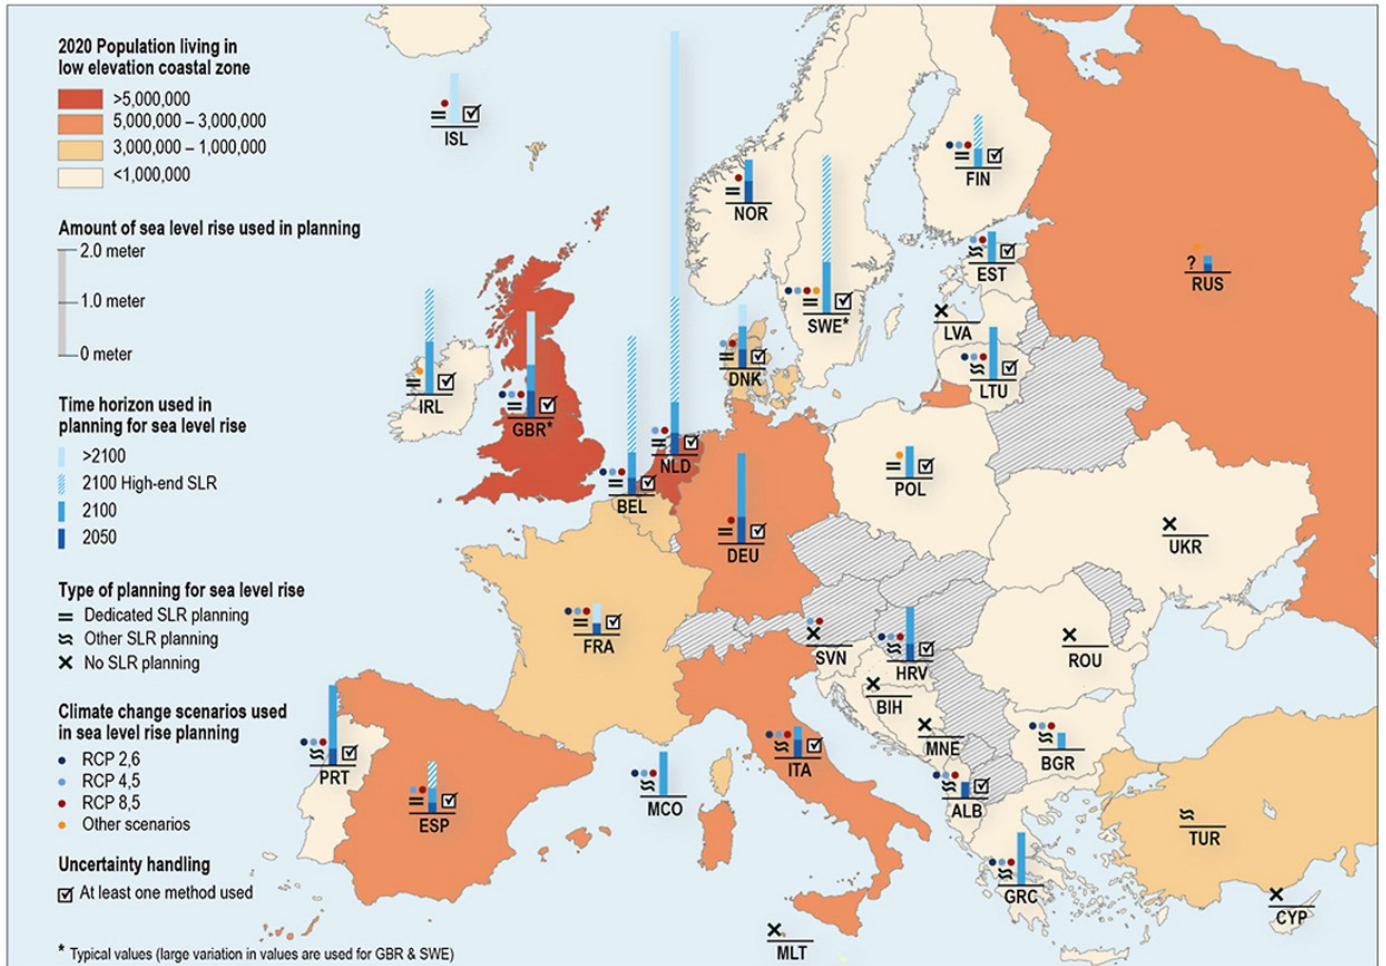 2020 Population living in
low elevation coastal zone
>5,000,000
5,000,000 – 3,000,000
3,000,000 – 1,000,000
<1,000,000
Amount of sea level rise used in planning
2.0 meter
1.0 meter
0 meter
Time horizon used in
planning for sea level rise
>2100
2100 High-end SLR
2100
2050
Type of planning for sea level rise
Dedicated SLR planning
Other SLR planning
No SLR planning
Climate change scenarios used
in sea level rise planning
RCP 2,6
RCP 4,5
RCP 8,5
Other scenarios
Uncertainty handling
At least one method used
* Typical values (large variation in values are used for GBR & SWE)
ISL
FIN
NOR
EST
?
RUS
SWE*
LVA
DNK
LTU
IRL
GBR*
NLD
POL
BEL
DEU
UKR
FRA
SVN
HRV
ROU
BIH
MNE
BGR
PRT
ITA
MCO
ALB
ESP
TUR
GRC
CYP
MLT